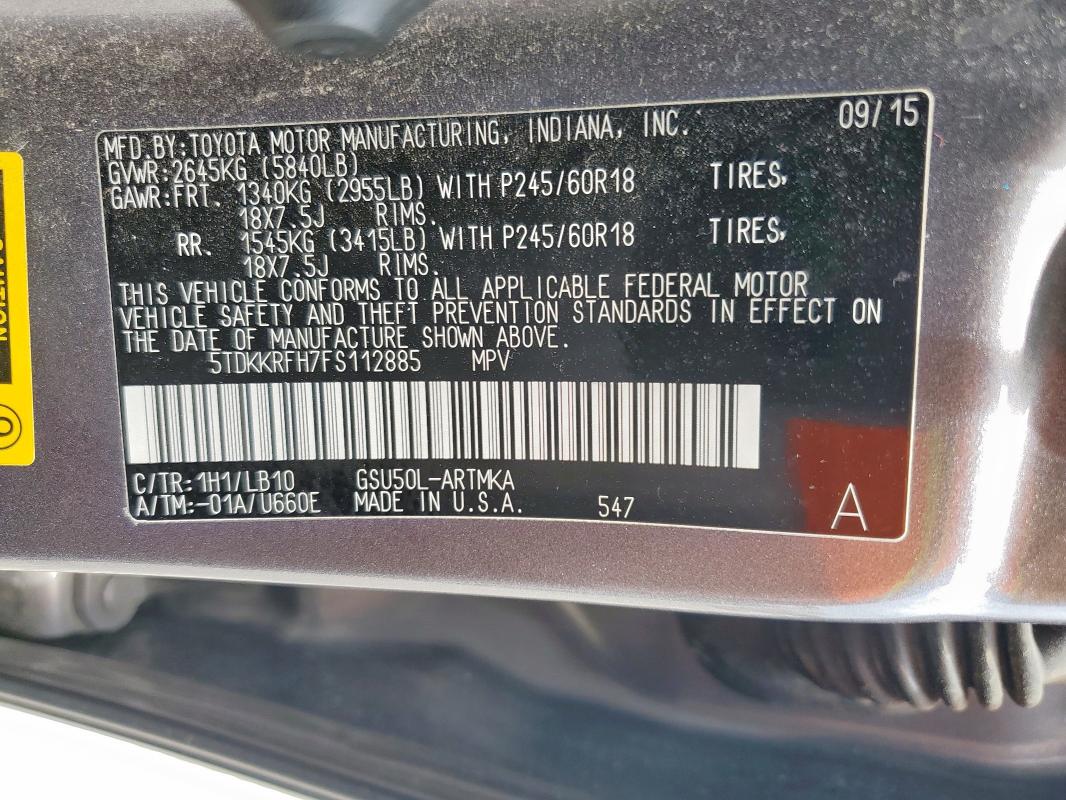 09/15
MFD.BY:TOYOTA MOTOR MANUFACTURING, INDIANA, INC.
GVWR:2645KG (5840LB)
GAWR:FRT. 1340KG (2955LB) WITH P245/60R18 TIRES,
18X7.5J RIMS.
RR. 1545KG (3415LB) WITH P245/60R18 TIRES,
18X7.5J RIMS.
THIS VEHICLE CONFORMS TO ALL APPLICABLE FEDERAL MOTOR
VEHICLE SAFETY AND THEFT PREVENTION STANDARDS IN EFFECT ON
THE DATE OF MANUFACTURE SHOWN ABOVE.
5TDKKRFH7FS112885 MPV
C/TR:1H1/LB10 GSU50L-ARTMKA
A/TM:-01A/U660E MADE IN U.S.A. 547
A